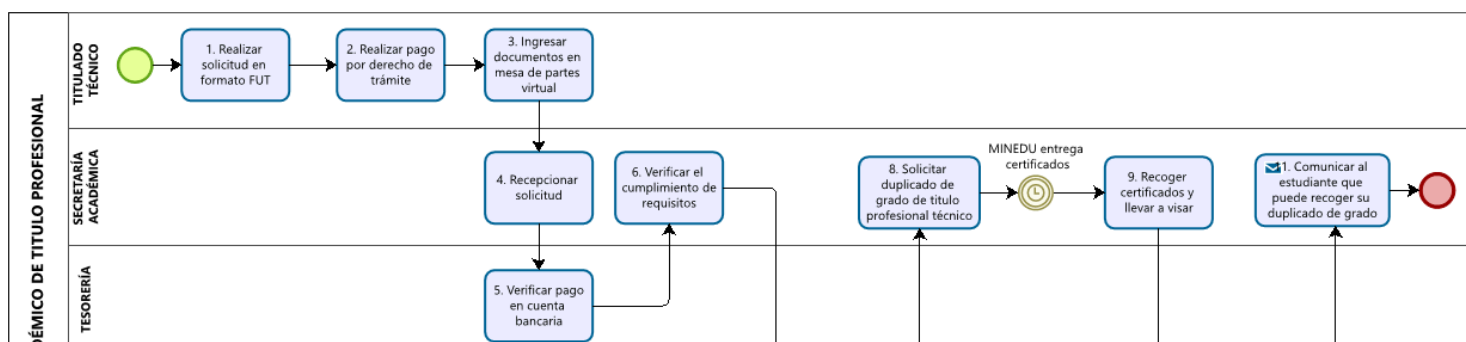 DÉMICO DE TITULO PROFESIONAL
TITULADO
TÉCNICO
1. Realizar
solicitud en
formato FUT
2. Realizar pago
por derecho de
trámite
3. Ingresar
documentos en
mesa de partes
virtual
SECRETARÍA
ACADÉMICA
4. Recepcionar
solicitud
6. Verificar el
cumplimiento de
requisitos
8. Solicitar
duplicado de
grado de titulo
profesional técnico
MINEDU entrega
certificados
9. Recoger
certificados y
llevar a visar
1. Comunicar al
estudiante que
puede recoger su
duplicado de grado
TESORERÍA
5. Verificar pago
en cuenta
bancaria